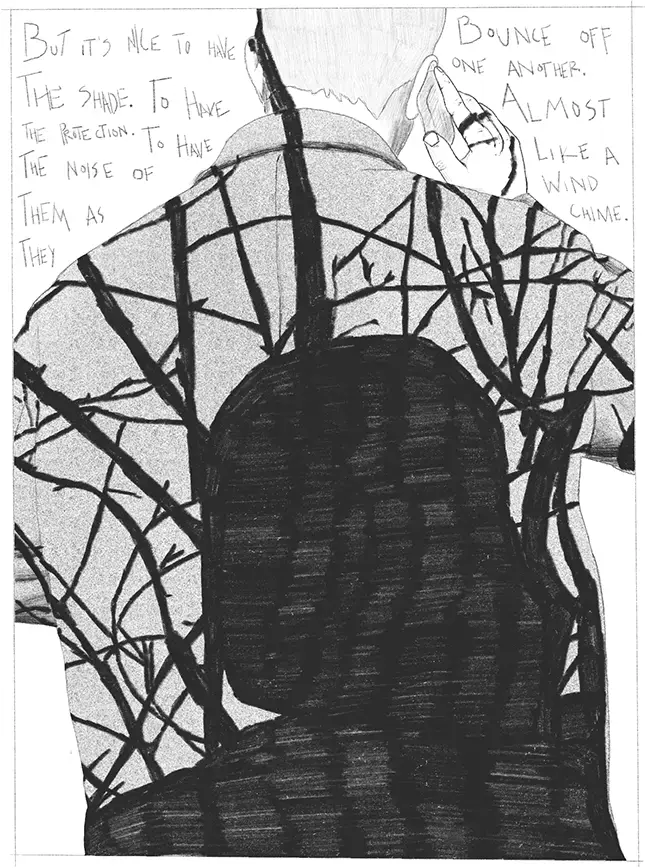 BUT IT'S NICE TO HAVE
THE SHADE. TO HAVE
THE PROTECTION. TO HAVE
THE NOISE OF
THEM AS
THEY
BOUNCE OFF
ONE ANOTHER.
ALMOST
LIKE A
WIND
CHIME.